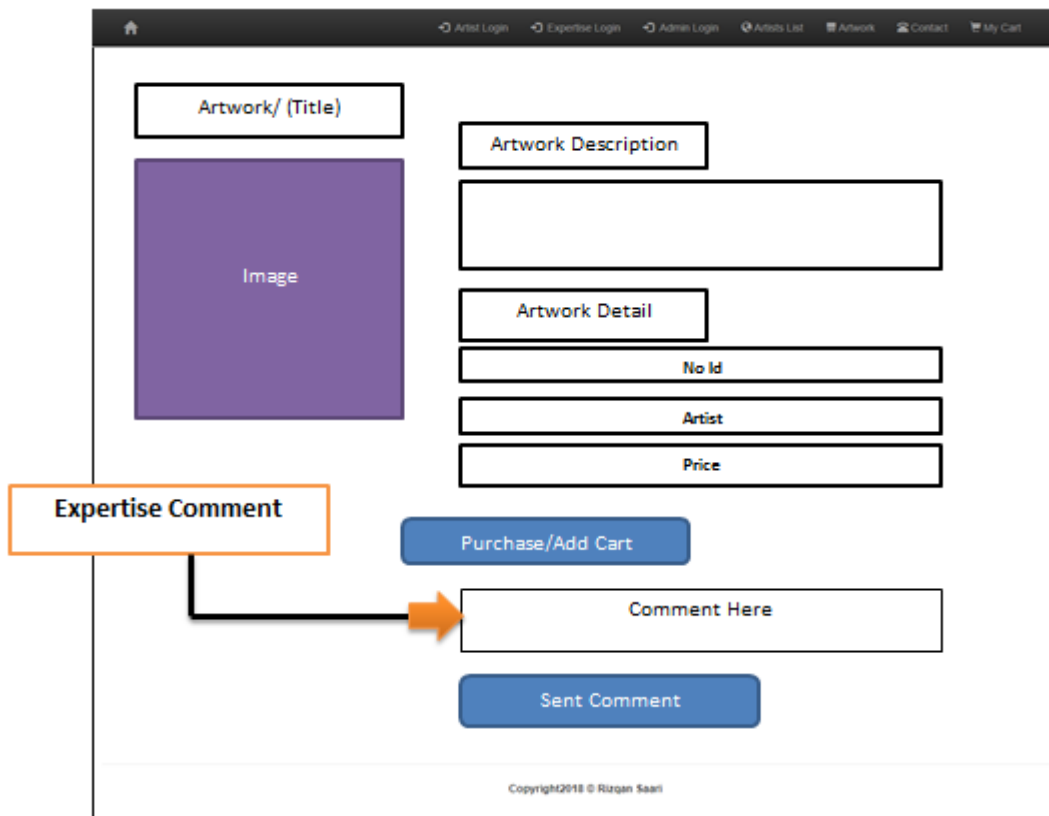 Artist Login Expertise Login Admin Login Artists List Artwork Contact My Cart
Artwork/ (Title)
Artwork Description
Image
Artwork Detail
No Id
Artist
Price
Expertise Comment
Purchase/Add Cart
Comment Here
Sent Comment
Copyright2018 © Rizqan Saari